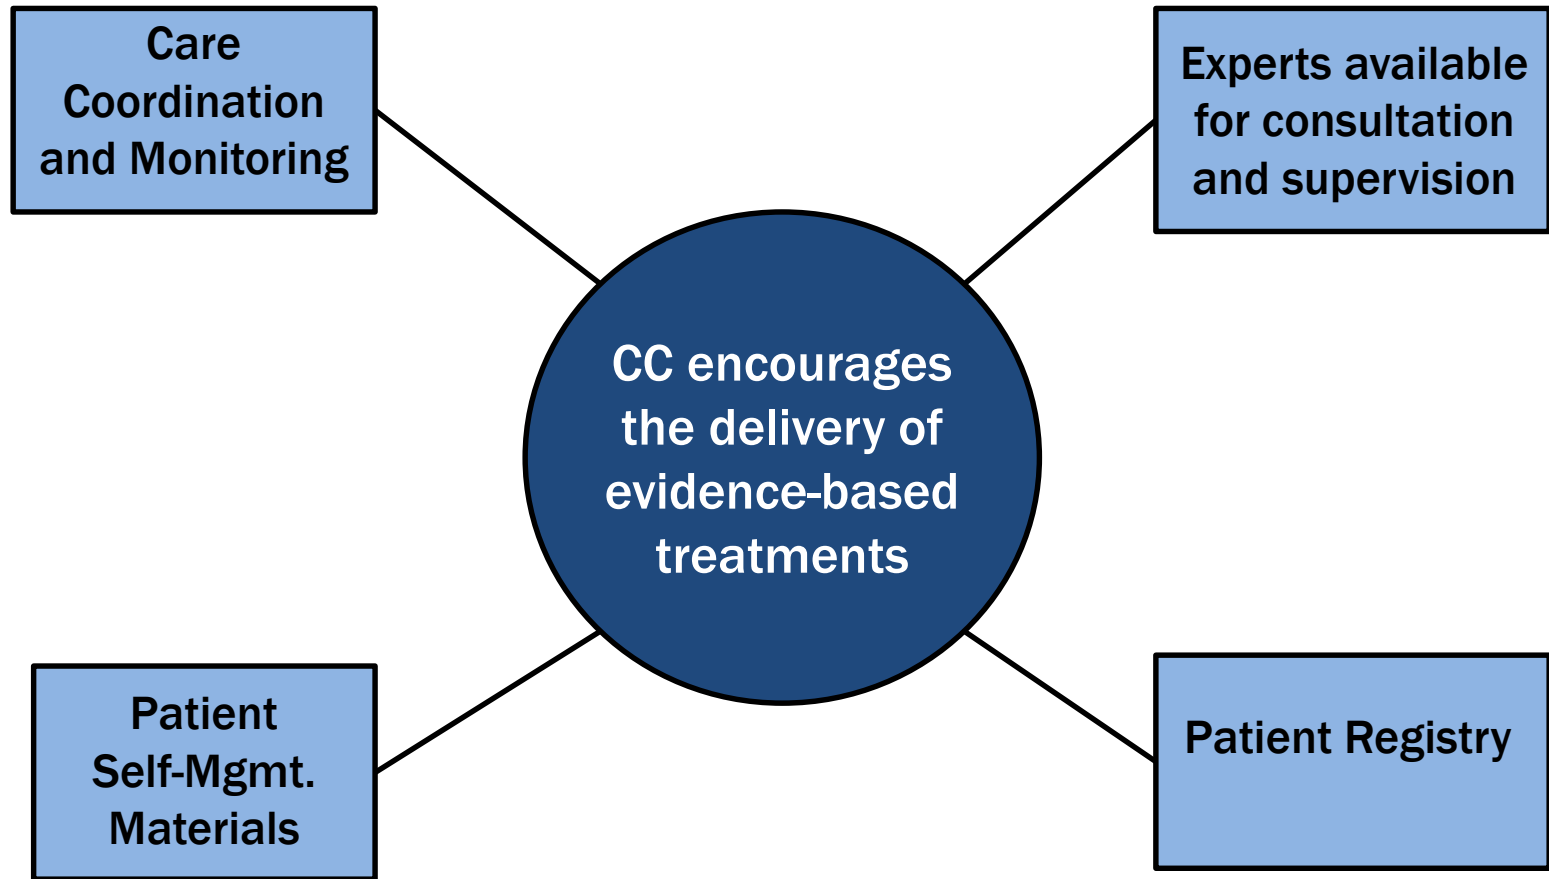 Care
Coordination
and Monitoring
Experts available
for consultation
and supervision
CC encourages
the delivery of
evidence-based
treatments
Patient
Self-Mgmt.
Materials
Patient Registry